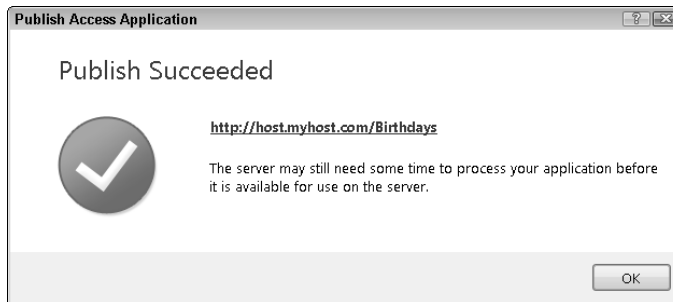 Publish Access Application
Publish Succeeded
http://host.myhost.com/Birthdays
The server may still need some time to process your application before
it is available for use on the server.
OK